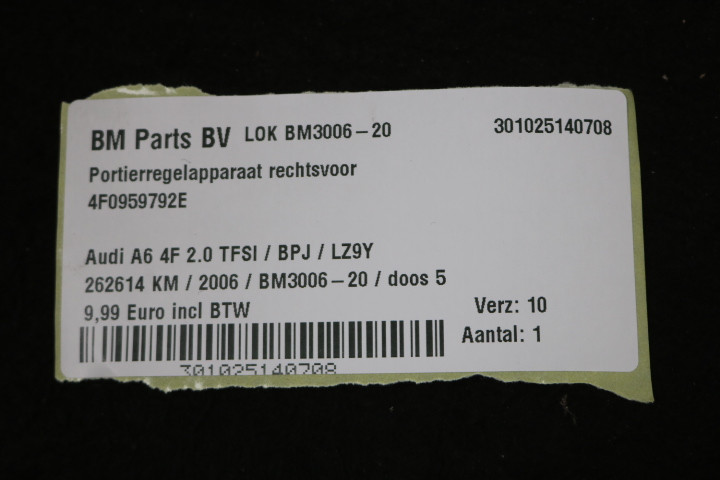 BM Parts BV LOK BM3006-20 301025140708
Portierregelapparaat rechtsvoor
4F0959792E
Audi A6 4F 2.0 TFSI / BPJ / LZ9Y
262614 KM / 2006 / BM3006-20 / doos 5
9,99 Euro incl BTW Verz: 10
Aantal: 1
301025140708